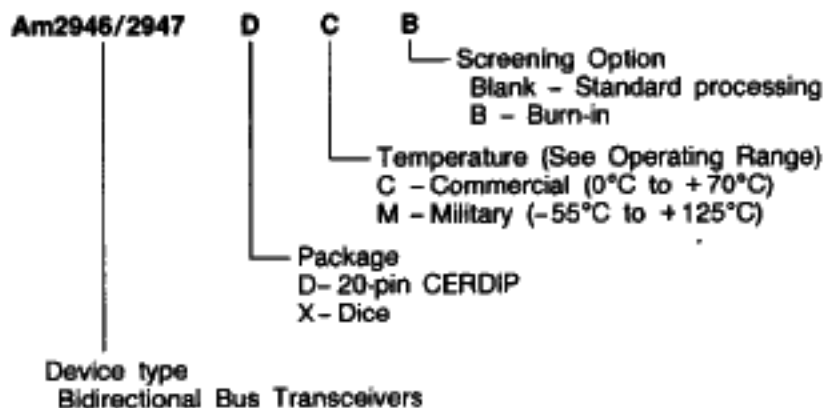 Am2946/2947 D C B
Screening Option
Blank – Standard processing
B – Burn-in
Temperature (See Operating Range)
C – Commercial (0°C to +70°C)
M – Military (–55°C to +125°C)
Package
D – 20-pin CERDIP
X – Dice
Device type
Bidirectional Bus Transceivers